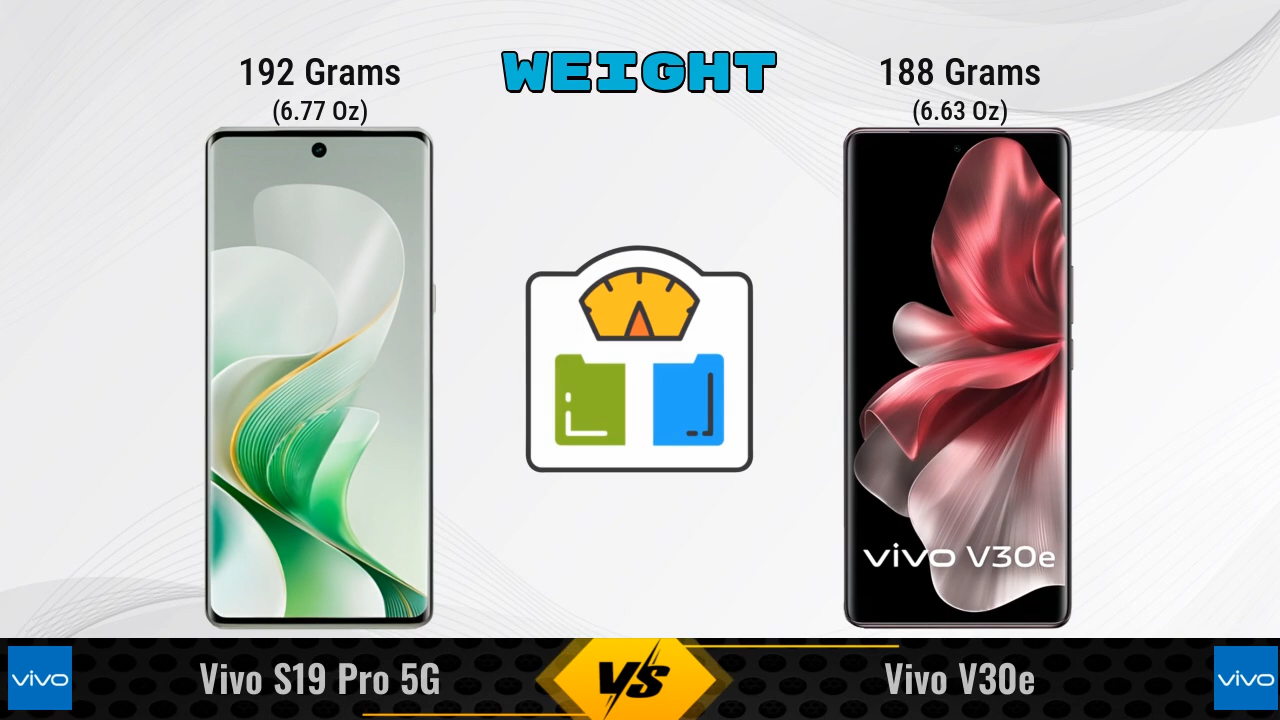 WEIGHT
192 Grams
(6.77 Oz)
188 Grams
(6.63 Oz)
vivo V30e
vivo
Vivo S19 Pro 5G
VS
Vivo V30e
vivo